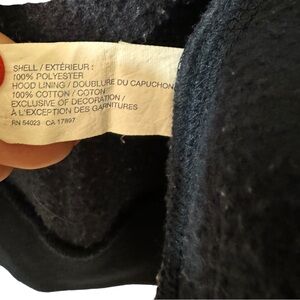 SHELL / EXTÉRIEUR :
100% POLYESTER
HOOD LINING / DOUBLURE DU CAPUCHON
100% COTTON / COTON
EXCLUSIVE OF DECORATION /
À L'EXCEPTION DES GARNITURES
RN 54023 CA 17897